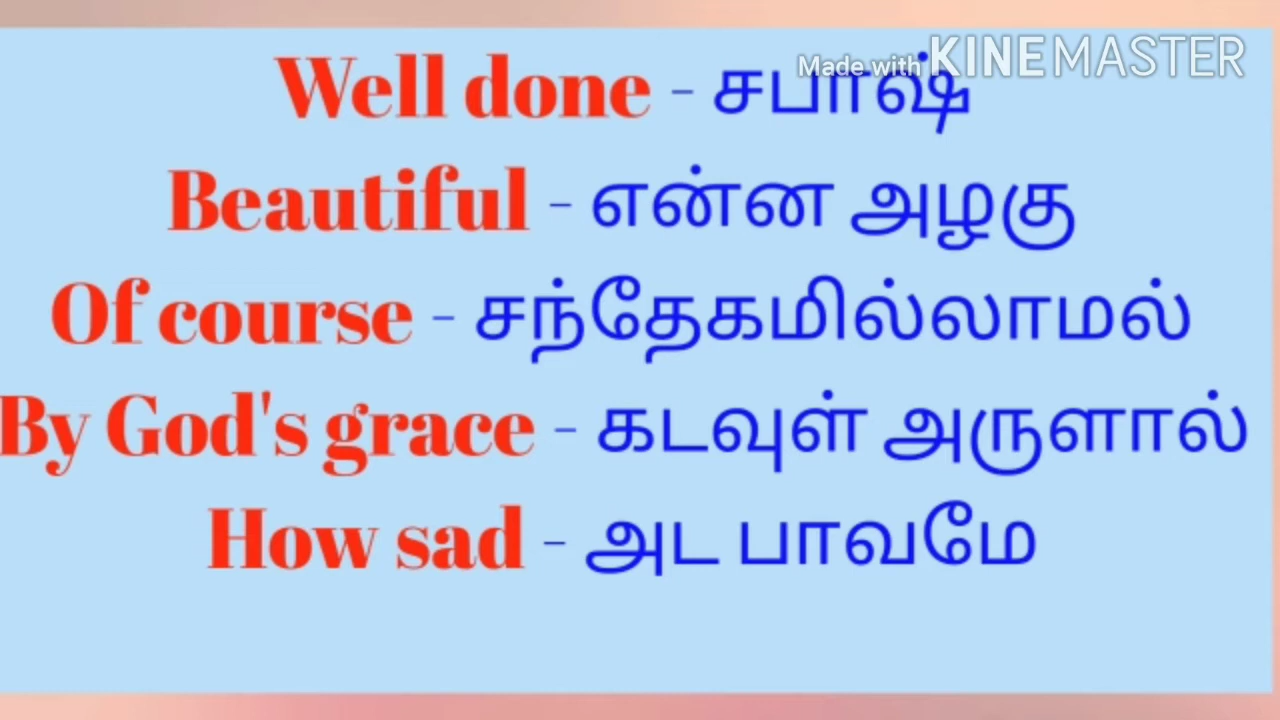 Made with KINEMASTER
Well done - சபாஷ்
Beautiful - என்ன அழகு
Of course - சந்தேகமில்லாமல்
By God's grace - கடவுள் அருளால்
How sad - அட பாவமே